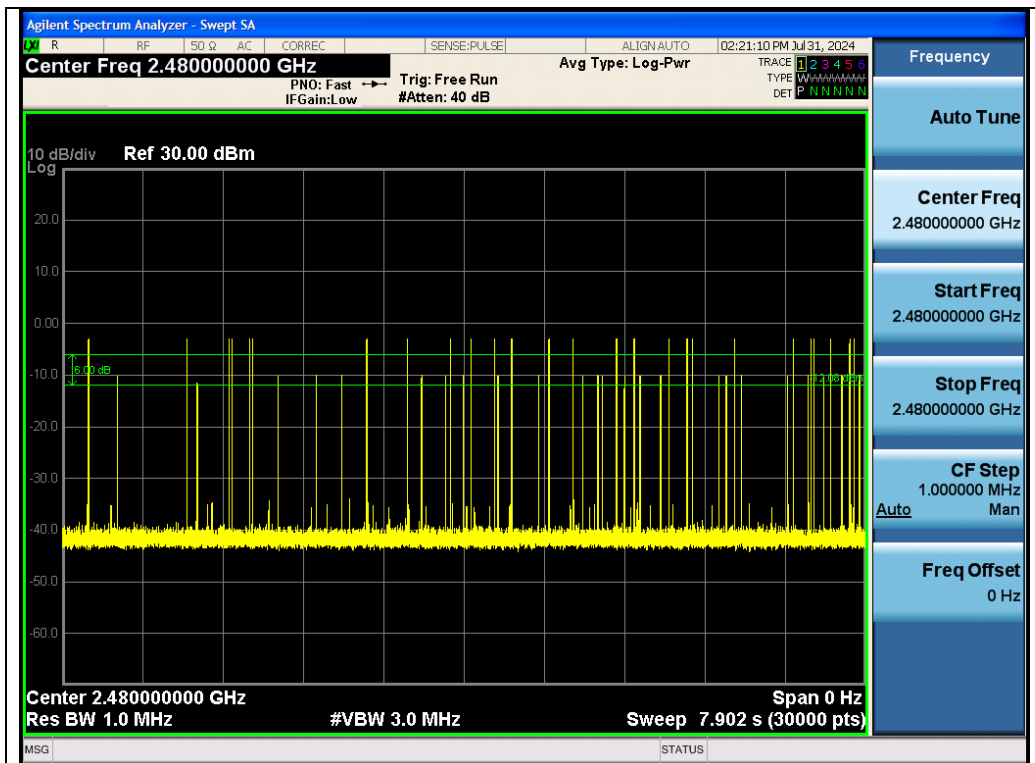 Agilent Spectrum Analyzer - Swept SA
LXI R RF 50 Ω AC CORREC SENSE:PULSE ALIGN AUTO 02:21:10 PM Jul 31, 2024
Center Freq 2.480000000 GHz
PNO: Fast
IFGain:Low
Trig: Free Run
#Atten: 40 dB
Avg Type: Log-Pwr
TRACE 1 2 3 4 5 6
TYPE
DET P N N N N N
10 dB/div Ref 30.00 dBm
Log
20.0
10.0
0.00
-10.0
-20.0
-30.0
-40.0
-50.0
-60.0
6.00 dB
-12.08 dBm
Center 2.480000000 GHz
Span 0 Hz
Res BW 1.0 MHz
#VBW 3.0 MHz
Sweep 7.902 s (30000 pts)
MSG
STATUS
Frequency
Auto Tune
Center Freq
2.480000000 GHz
Start Freq
2.480000000 GHz
Stop Freq
2.480000000 GHz
CF Step
1.000000 MHz
Auto Man
Freq Offset
0 Hz